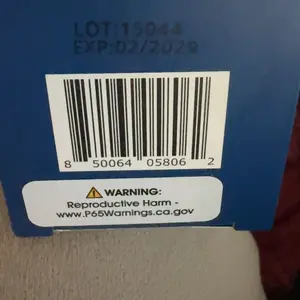 LOT:15044
EXP:02/2029
8 50064 05806 2
WARNING:
Reproductive Harm -
www.P65Warnings.ca.gov